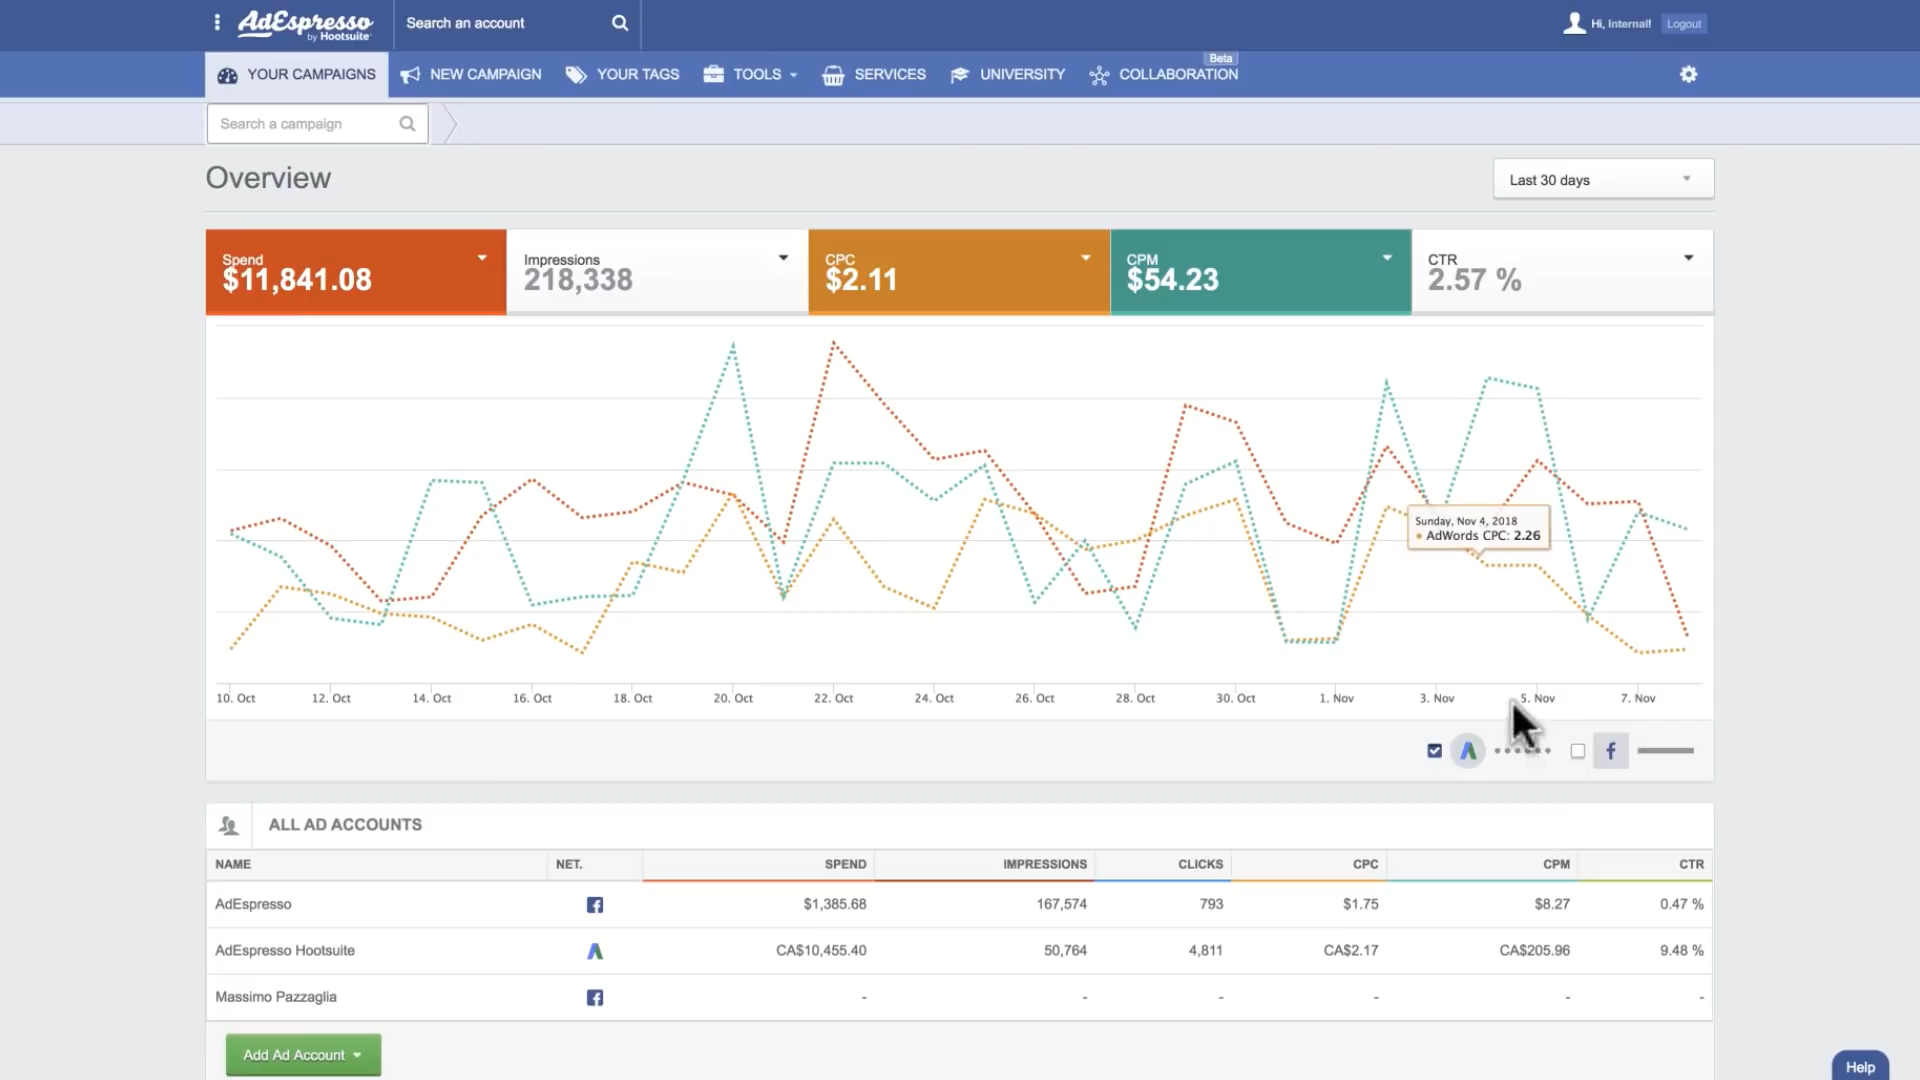 AdEspresso
by Hootsuite
Search an account
Hi, Internal!
Logout
YOUR CAMPAIGNS
NEW CAMPAIGN
YOUR TAGS
TOOLS
SERVICES
UNIVERSITY
Beta
COLLABORATION
Search a campaign
Overview
Last 30 days
Spend
$11,841.08
Impressions
218,338
CPC
$2.11
CPM
$54.23
CTR
2.57 %
Sunday, Nov 4, 2018
AdWords CPC: 2.26
10. Oct 12. Oct 14. Oct 16. Oct 18. Oct 20. Oct 22. Oct 24. Oct 26. Oct 28. Oct 30. Oct 1. Nov 3. Nov 5. Nov 7. Nov
ALL AD ACCOUNTS
NAME NET. SPEND IMPRESSIONS CLICKS CPC CPM CTR
AdEspresso $1,385.68 167,574 793 $1.75 $8.27 0.47 %
AdEspresso Hootsuite CA$10,455.40 50,764 4,811 CA$2.17 CA$205.96 9.48 %
Massimo Pazzaglia - - - - - -
Add Ad Account
Help